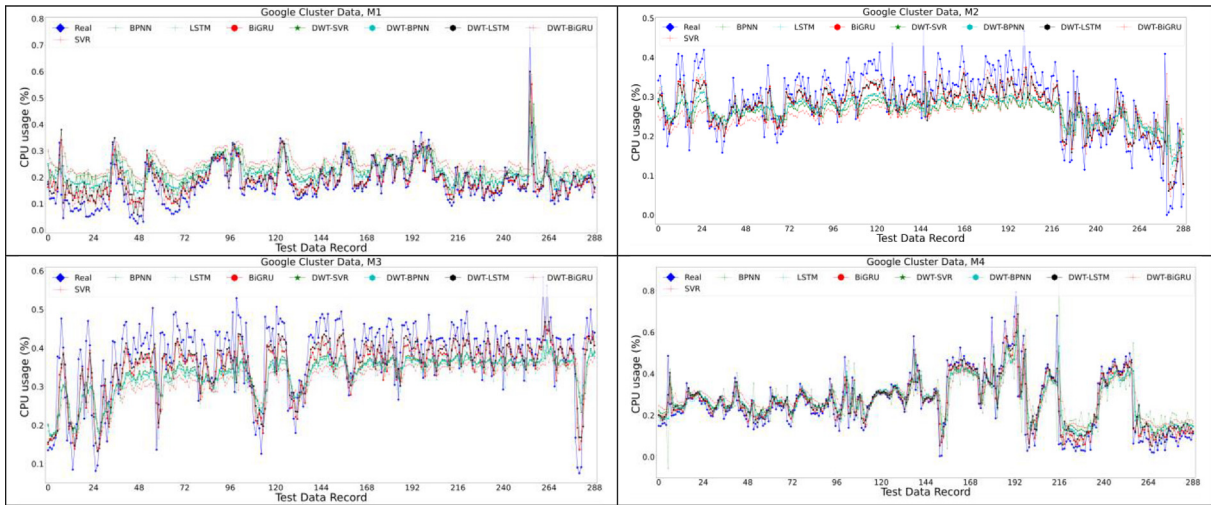 Google Cluster Data, M1
Real BPNN LSTM BiGRU DWT-SVR DWT-BPNN DWT-LSTM DWT-BiGRU
SVR
CPU usage (%)
0.8
0.7
0.6
0.5
0.4
0.3
0.2
0.1
0.0
0 24 48 72 96 120 144 168 192 216 240 264 288
Test Data Record
Google Cluster Data, M2
Real BPNN LSTM BiGRU DWT-SVR DWT-BPNN DWT-LSTM DWT-BiGRU
SVR
CPU usage (%)
0.5
0.4
0.3
0.2
0.1
0.0
0 24 48 72 96 120 144 168 192 216 240 264 288
Test Data Record
Google Cluster Data, M3
Real BPNN LSTM BiGRU DWT-SVR DWT-BPNN DWT-LSTM DWT-BiGRU
SVR
CPU usage (%)
0.6
0.5
0.4
0.3
0.2
0.1
0 24 48 72 96 120 144 168 192 216 240 264 288
Test Data Record
Google Cluster Data, M4
Real BPNN LSTM BiGRU DWT-SVR DWT-BPNN DWT-LSTM DWT-BiGRU
SVR
CPU usage (%)
0.8
0.6
0.4
0.2
0.0
0 24 48 72 96 120 144 168 192 216 240 264 288
Test Data Record